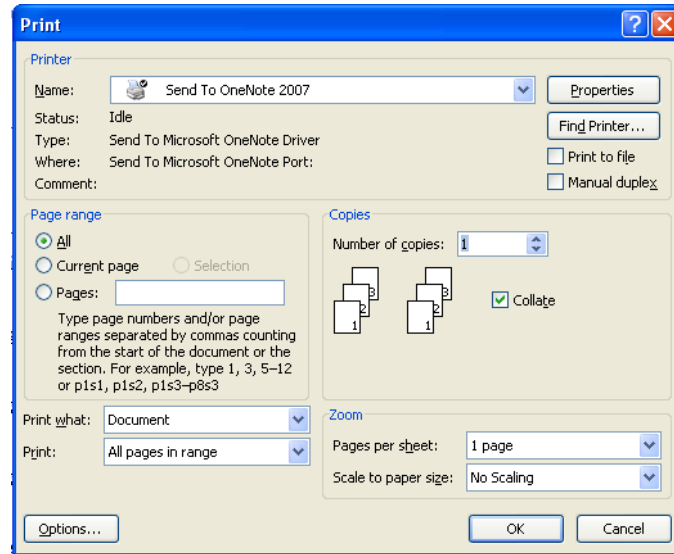 Print
Printer
Name: Send To OneNote 2007 Properties
Status: Idle
Find Printer...
Type: Send To Microsoft OneNote Driver
Where: Send To Microsoft OneNote Port: Print to file
Comment: Manual duplex
Page range
All
Current page Selection
Pages:
Type page numbers and/or page
ranges separated by commas counting
from the start of the document or the
section. For example, type 1, 3, 5–12
or p1s1, p1s2, p1s3–p8s3
Copies
Number of copies: 1
3 3
2 2
1 1
Collate
Print what: Document
Print: All pages in range
Zoom
Pages per sheet: 1 page
Scale to paper size: No Scaling
Options... OK Cancel